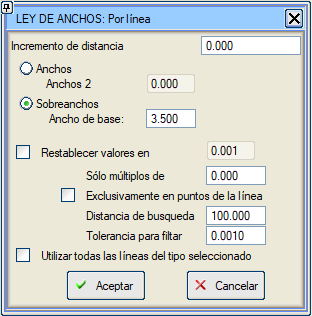 LEY DE ANCHOS: Por línea
Incremento de distancia 0.000
Anchos
Anchos 2 0.000
Sobreanchos
Ancho de base: 3.500
Restablecer valores en 0.001
Sólo múltiplos de 0.000
Exclusivamente en puntos de la línea
Distancia de busqueda 100.000
Tolerancia para filtar 0.0010
Utilizar todas las líneas del tipo seleccionado
Aceptar Cancelar